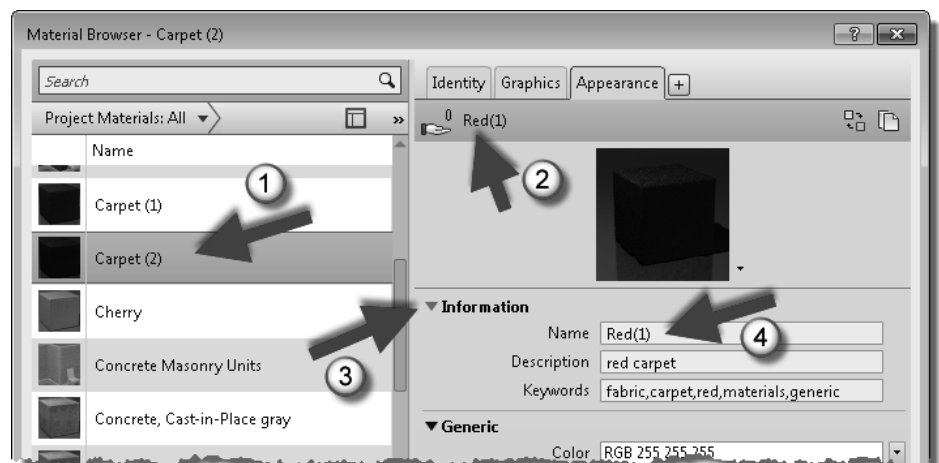 Material Browser - Carpet (2)
?
Search
Project Materials: All
»
Name
Carpet (1)
Carpet (2)
Cherry
Concrete Masonry Units
Concrete, Cast-in-Place gray
Identity Graphics Appearance +
0 Red(1)
Information
Name Red(1)
Description red carpet
Keywords fabric,carpet,red,materials,generic
Generic
Color RGB 255 255 255
1
2
3
4